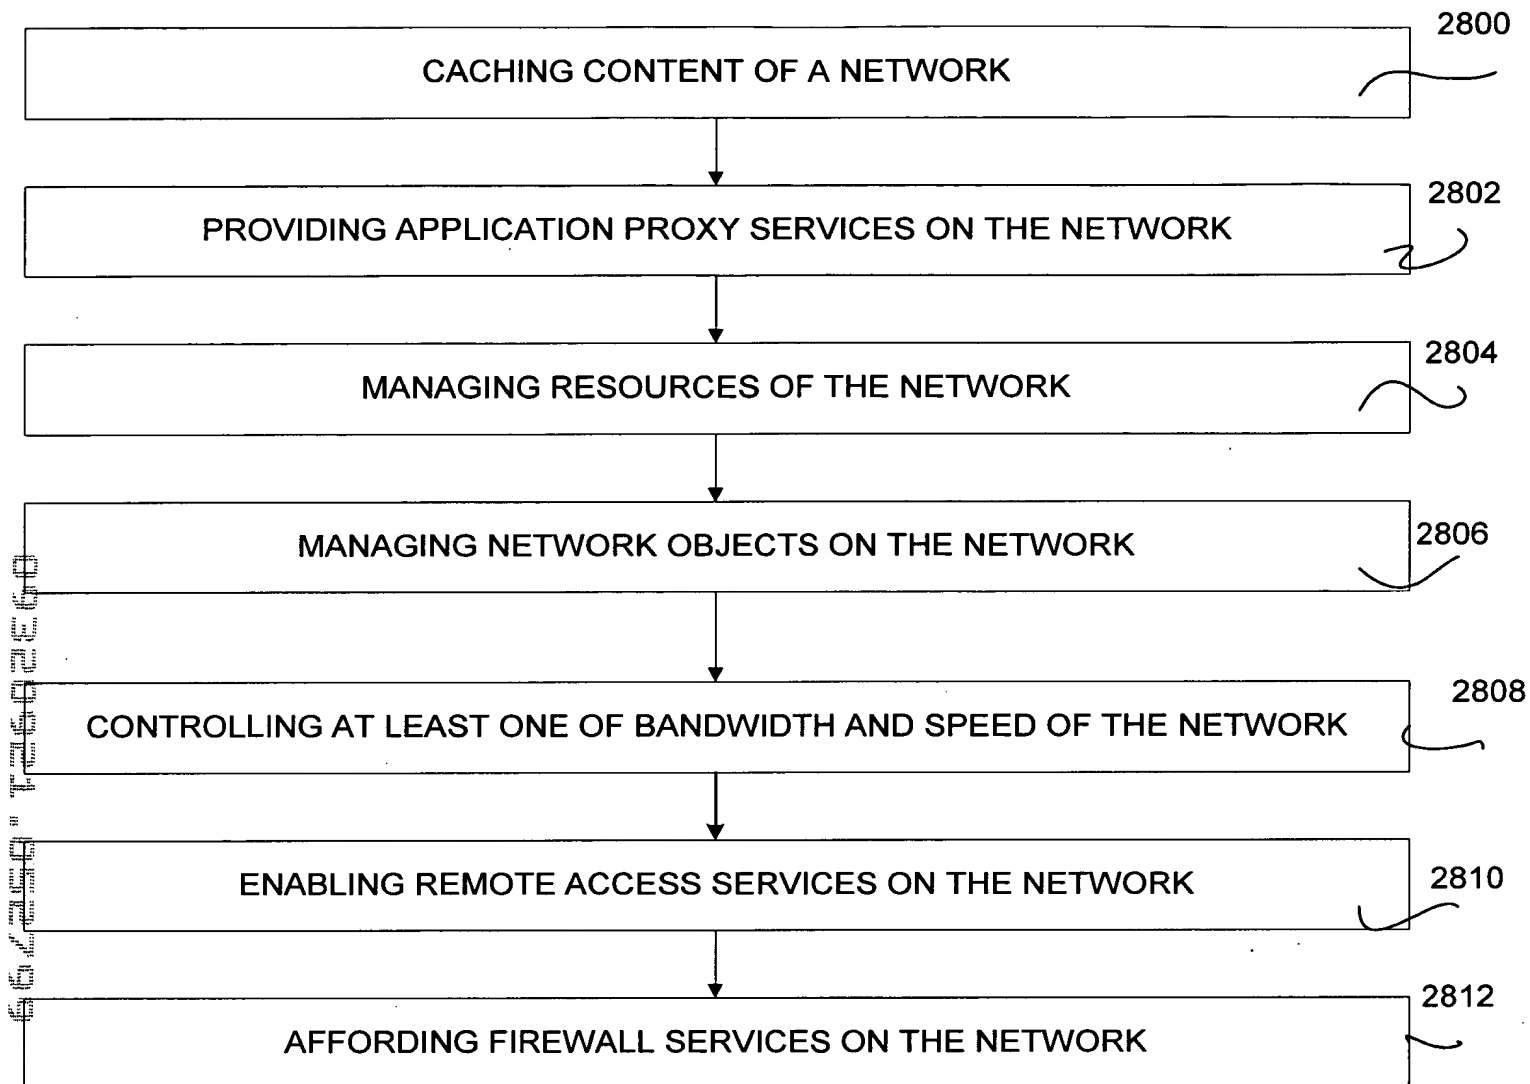 2800
CACHING CONTENT OF A NETWORK
2802
PROVIDING APPLICATION PROXY SERVICES ON THE NETWORK
2804
MANAGING RESOURCES OF THE NETWORK
2806
MANAGING NETWORK OBJECTS ON THE NETWORK
2808
CONTROLLING AT LEAST ONE OF BANDWIDTH AND SPEED OF THE NETWORK
2810
ENABLING REMOTE ACCESS SERVICES ON THE NETWORK
2812
AFFORDING FIREWALL SERVICES ON THE NETWORK